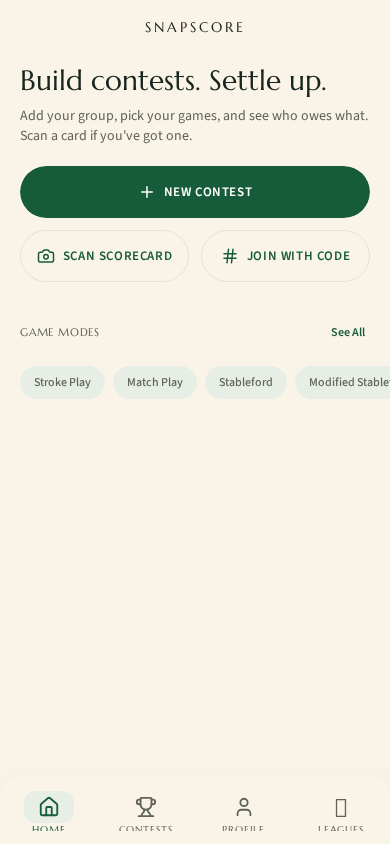 SNAPSCORE
Build contests. Settle up.
Add your group, pick your games, and see who owes what.
Scan a card if you've got one.
NEW CONTEST
SCAN SCORECARD
JOIN WITH CODE
GAME MODES
See All
Stroke Play
Match Play
Stableford
Modified Stablef
HOME
CONTESTS
PROFILE
LEAGUES